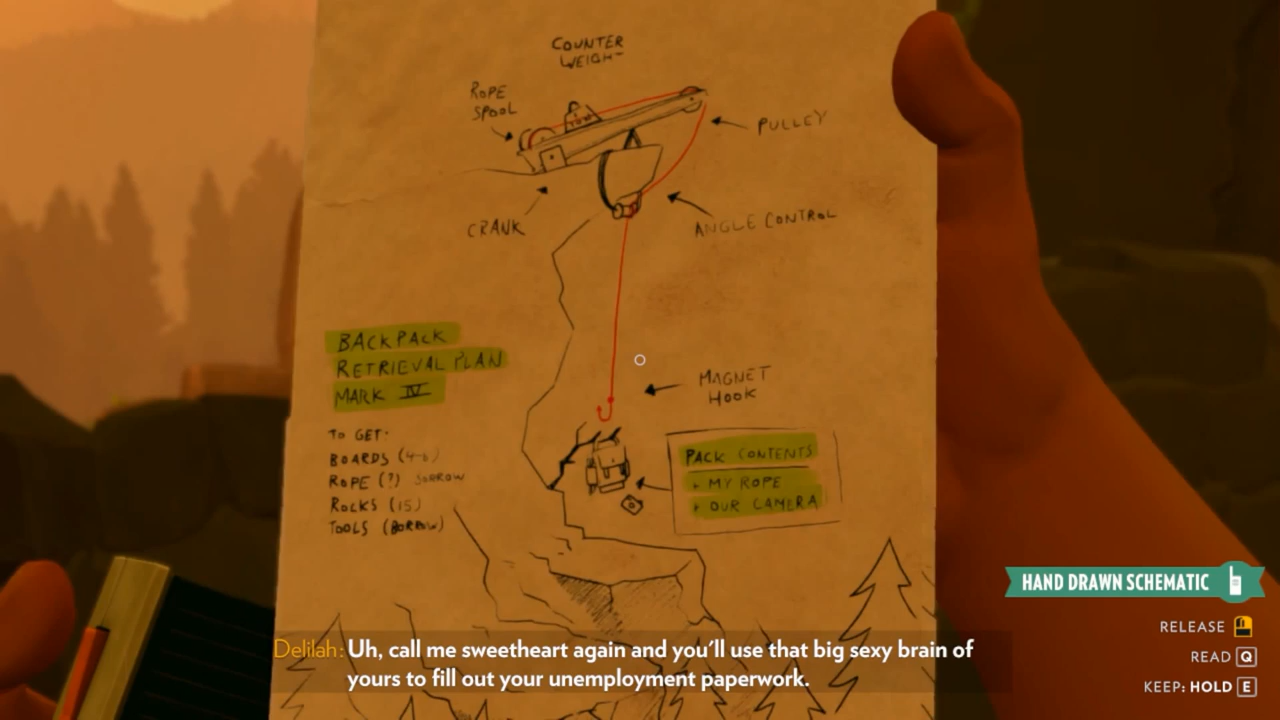 COUNTER
WEIGHT
ROPE
SPOOL
PULLEY
CRANK
ANGLE CONTROL
BACKPACK
RETRIEVAL PLAN
MARK IV
MAGNET
HOOK
TO GET:
BOARDS (4-6)
ROPE (?) BORROW
ROCKS (15)
TOOLS (BORROW)
PACK CONTENTS
+ MY ROPE
+ OUR CAMERA
HAND DRAWN SCHEMATIC
RELEASE
READ Q
KEEP: HOLD E
Delilah: Uh, call me sweetheart again and you'll use that big sexy brain of
yours to fill out your unemployment paperwork.